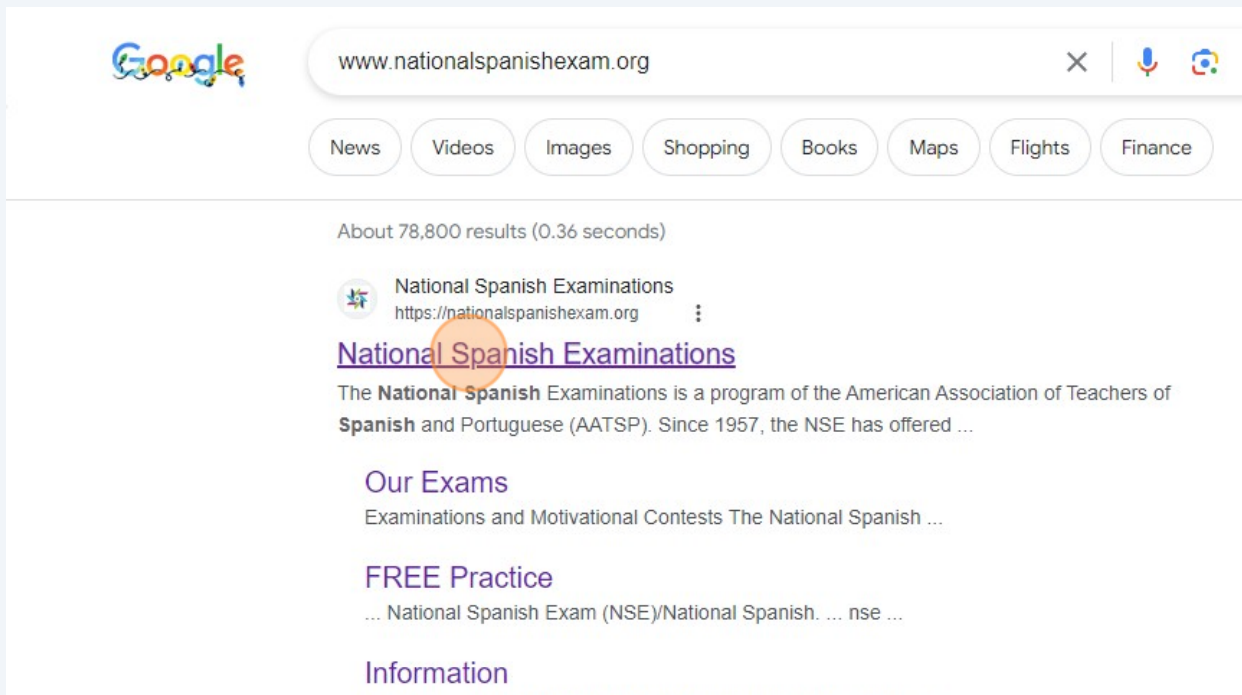 Google
www.nationalspanishexam.org
News Videos Images Shopping Books Maps Flights Finance
About 78,800 results (0.36 seconds)
National Spanish Examinations
https://nationalspanishexam.org
National Spanish Examinations
The National Spanish Examinations is a program of the American Association of Teachers of
Spanish and Portuguese (AATSP). Since 1957, the NSE has offered ...
Our Exams
Examinations and Motivational Contests The National Spanish ...
FREE Practice
... National Spanish Exam (NSE)/National Spanish. ... nse ...
Information